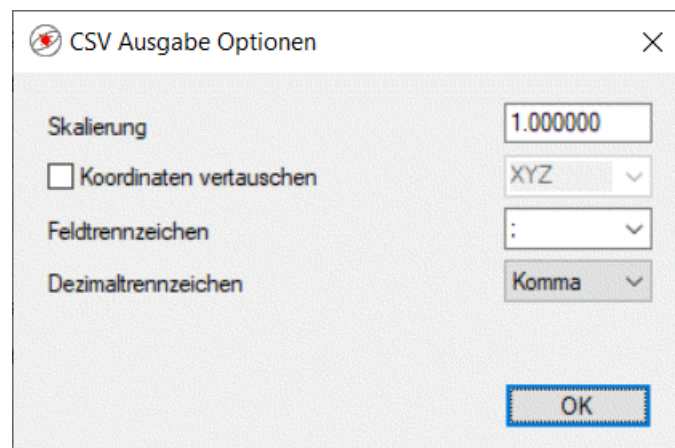 CSV Ausgabe Optionen
Skalierung 1.000000
Koordinaten vertauschen XYZ
Feldtrennzeichen :
Dezimaltrennzeichen Komma
OK